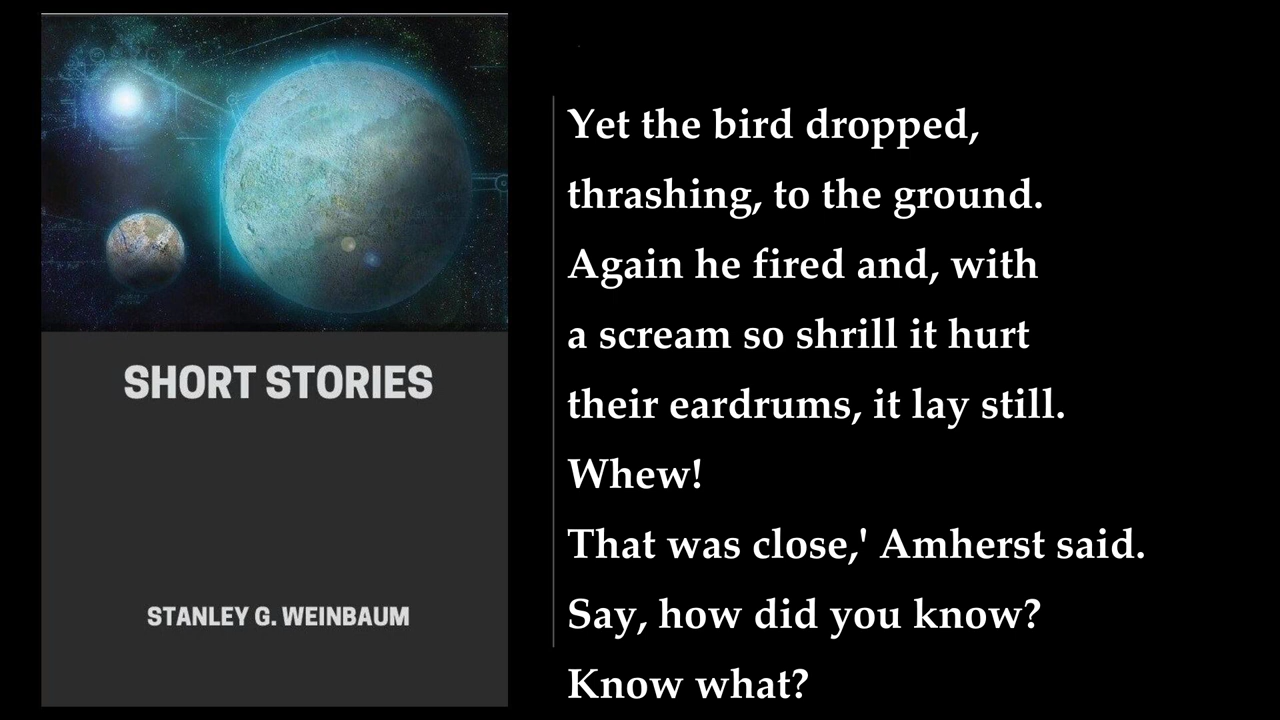 SHORT STORIES
STANLEY G. WEINBAUM
Yet the bird dropped,
thrashing, to the ground.
Again he fired and, with
a scream so shrill it hurt
their eardrums, it lay still.
Whew!
That was close,' Amherst said.
Say, how did you know?
Know what?